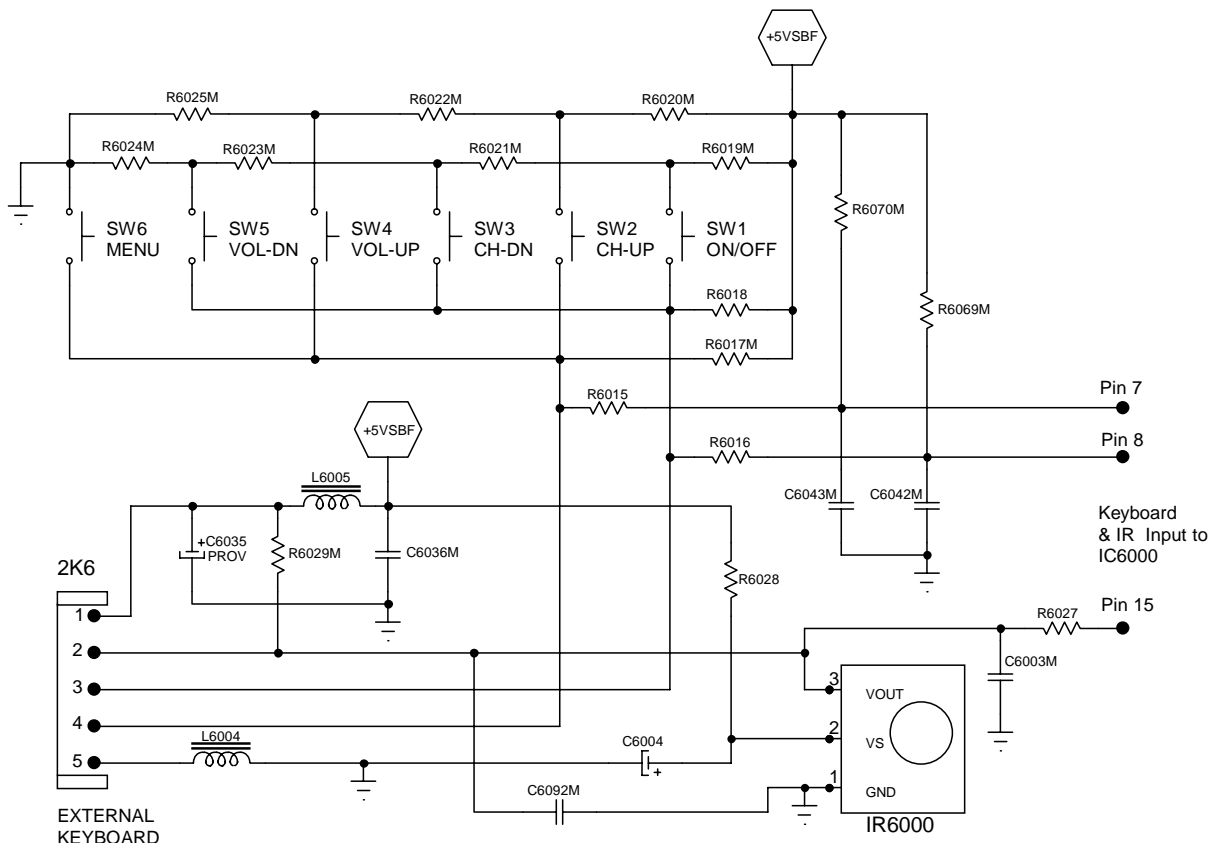 +5VSBF
R6025M
R6022M
R6020M
R6024M
R6023M
R6021M
R6019M
SW6
MENU
SW5
VOL-DN
SW4
VOL-UP
SW3
CH-DN
SW2
CH-UP
SW1
ON/OFF
R6070M
R6018
R6069M
R6017M
R6015
Pin 7
+5VSBF
R6016
Pin 8
L6005
C6043M
C6042M
Keyboard
& IR Input to
IC6000
+C6035
PROV
R6029M
C6036M
R6028
2K6
1
2
3
4
5
R6027
Pin 15
C6003M
3
VOUT
2
VS
1
GND
L6004
C6004
+
C6092M
IR6000
EXTERNAL
KEYBOARD